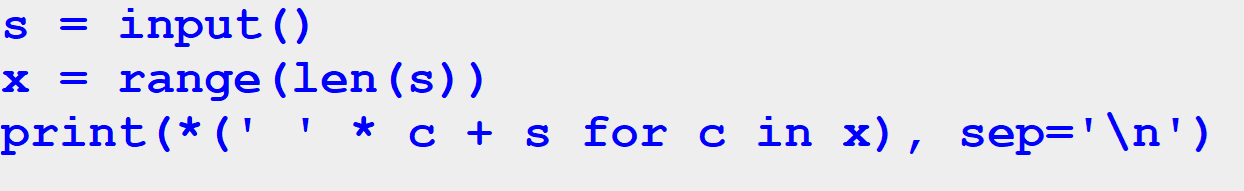 s = input()
x = range(len(s))
print(*(' ' * c + s for c in x), sep='\n')